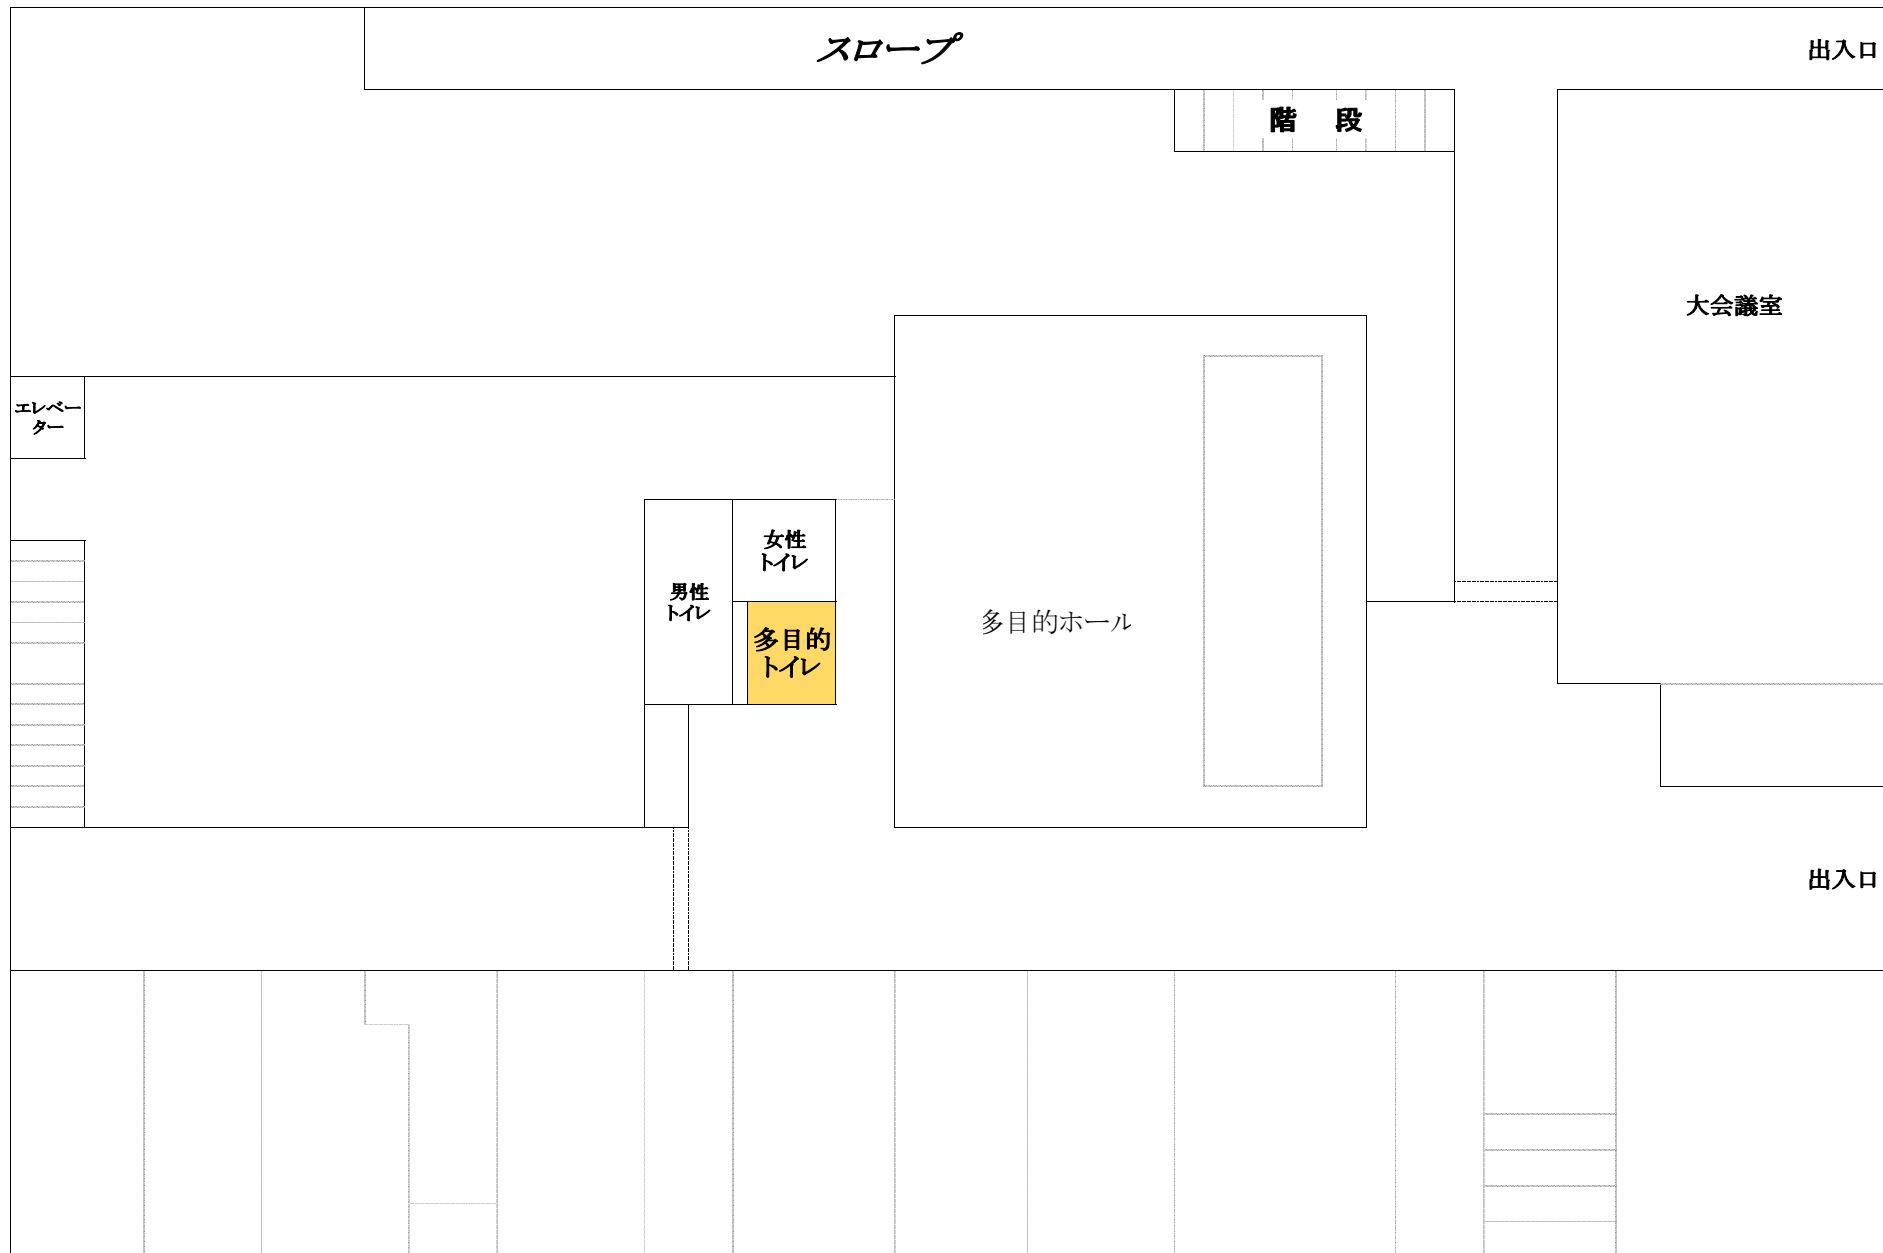 スロープ
出入口
階 段
大会議室
エレベー
ター
女性
トイレ
男性
トイレ
多目的
トイレ
多目的ホール
出入口